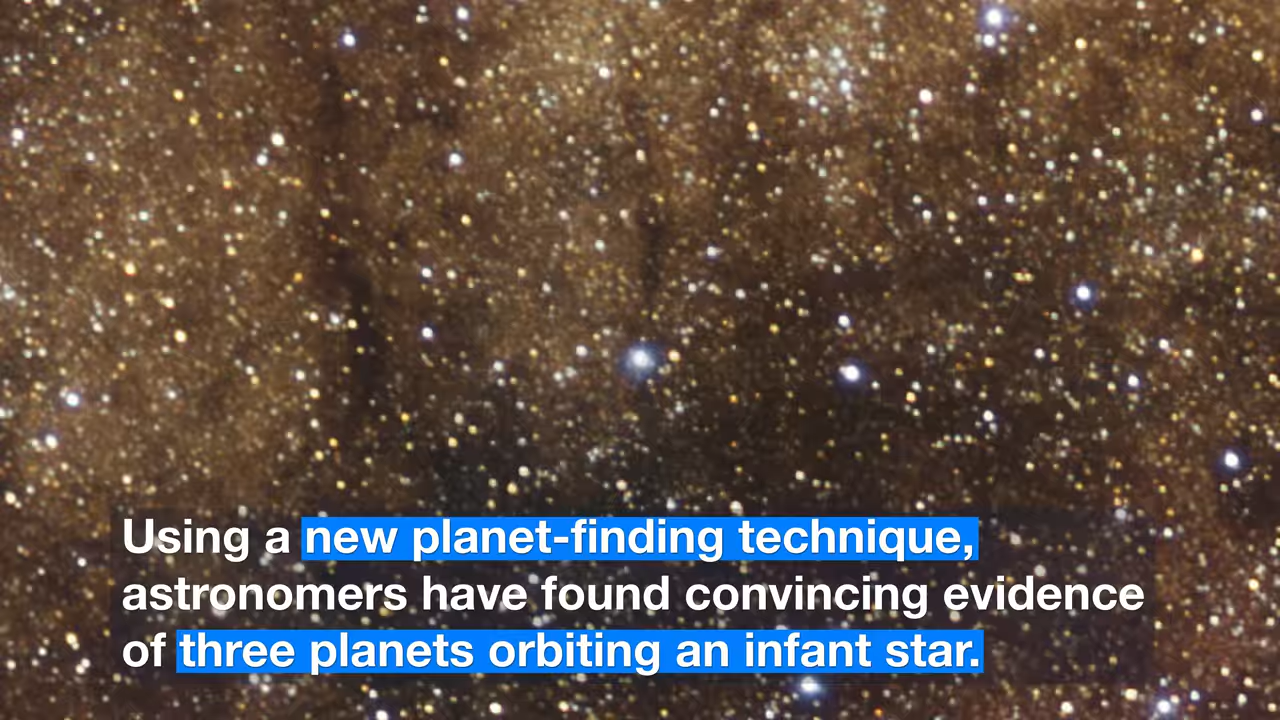 Using a new planet-finding technique,
astronomers have found convincing evidence
of three planets orbiting an infant star.